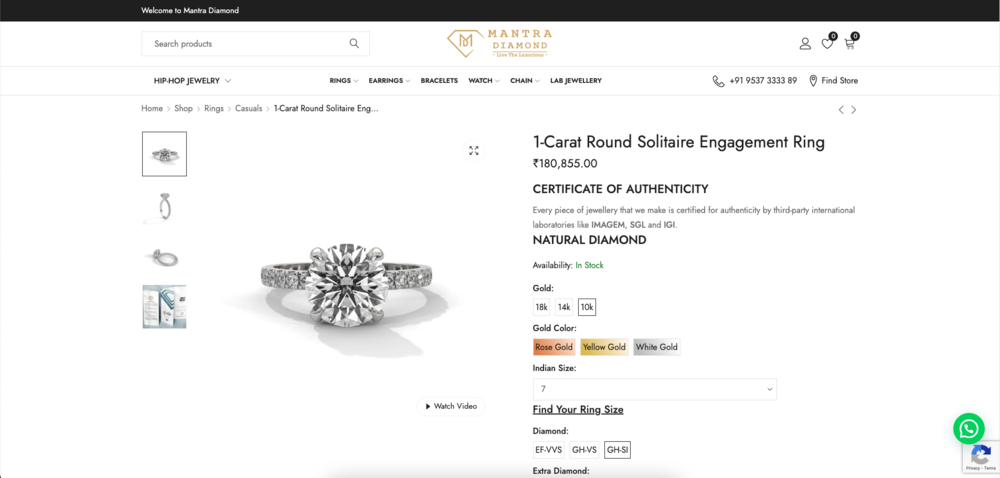 Welcome to Mantra Diamond
Search products
MANTRA
DIAMOND
Live The Luxurious
0
0
HIP-HOP JEWELRY
RINGS
EARRINGS
BRACELETS
WATCH
CHAIN
LAB JEWELLERY
+91 9537 3333 89
Find Store
Home > Shop > Rings > Casuals > 1-Carat Round Solitaire Eng...
1-Carat Round Solitaire Engagement Ring
₹180,855.00
CERTIFICATE OF AUTHENTICITY
Every piece of jewellery that we make is certified for authenticity by third-party international
laboratories like IMAGEM, SGL and IGI.
NATURAL DIAMOND
Availability: In Stock
Gold:
18k 14k 10k
Gold Color:
Rose Gold Yellow Gold White Gold
Indian Size:
7
Find Your Ring Size
Watch Video
Diamond:
EF-VVS GH-VS GH-SI
Extra Diamond:
Privacy - Terms